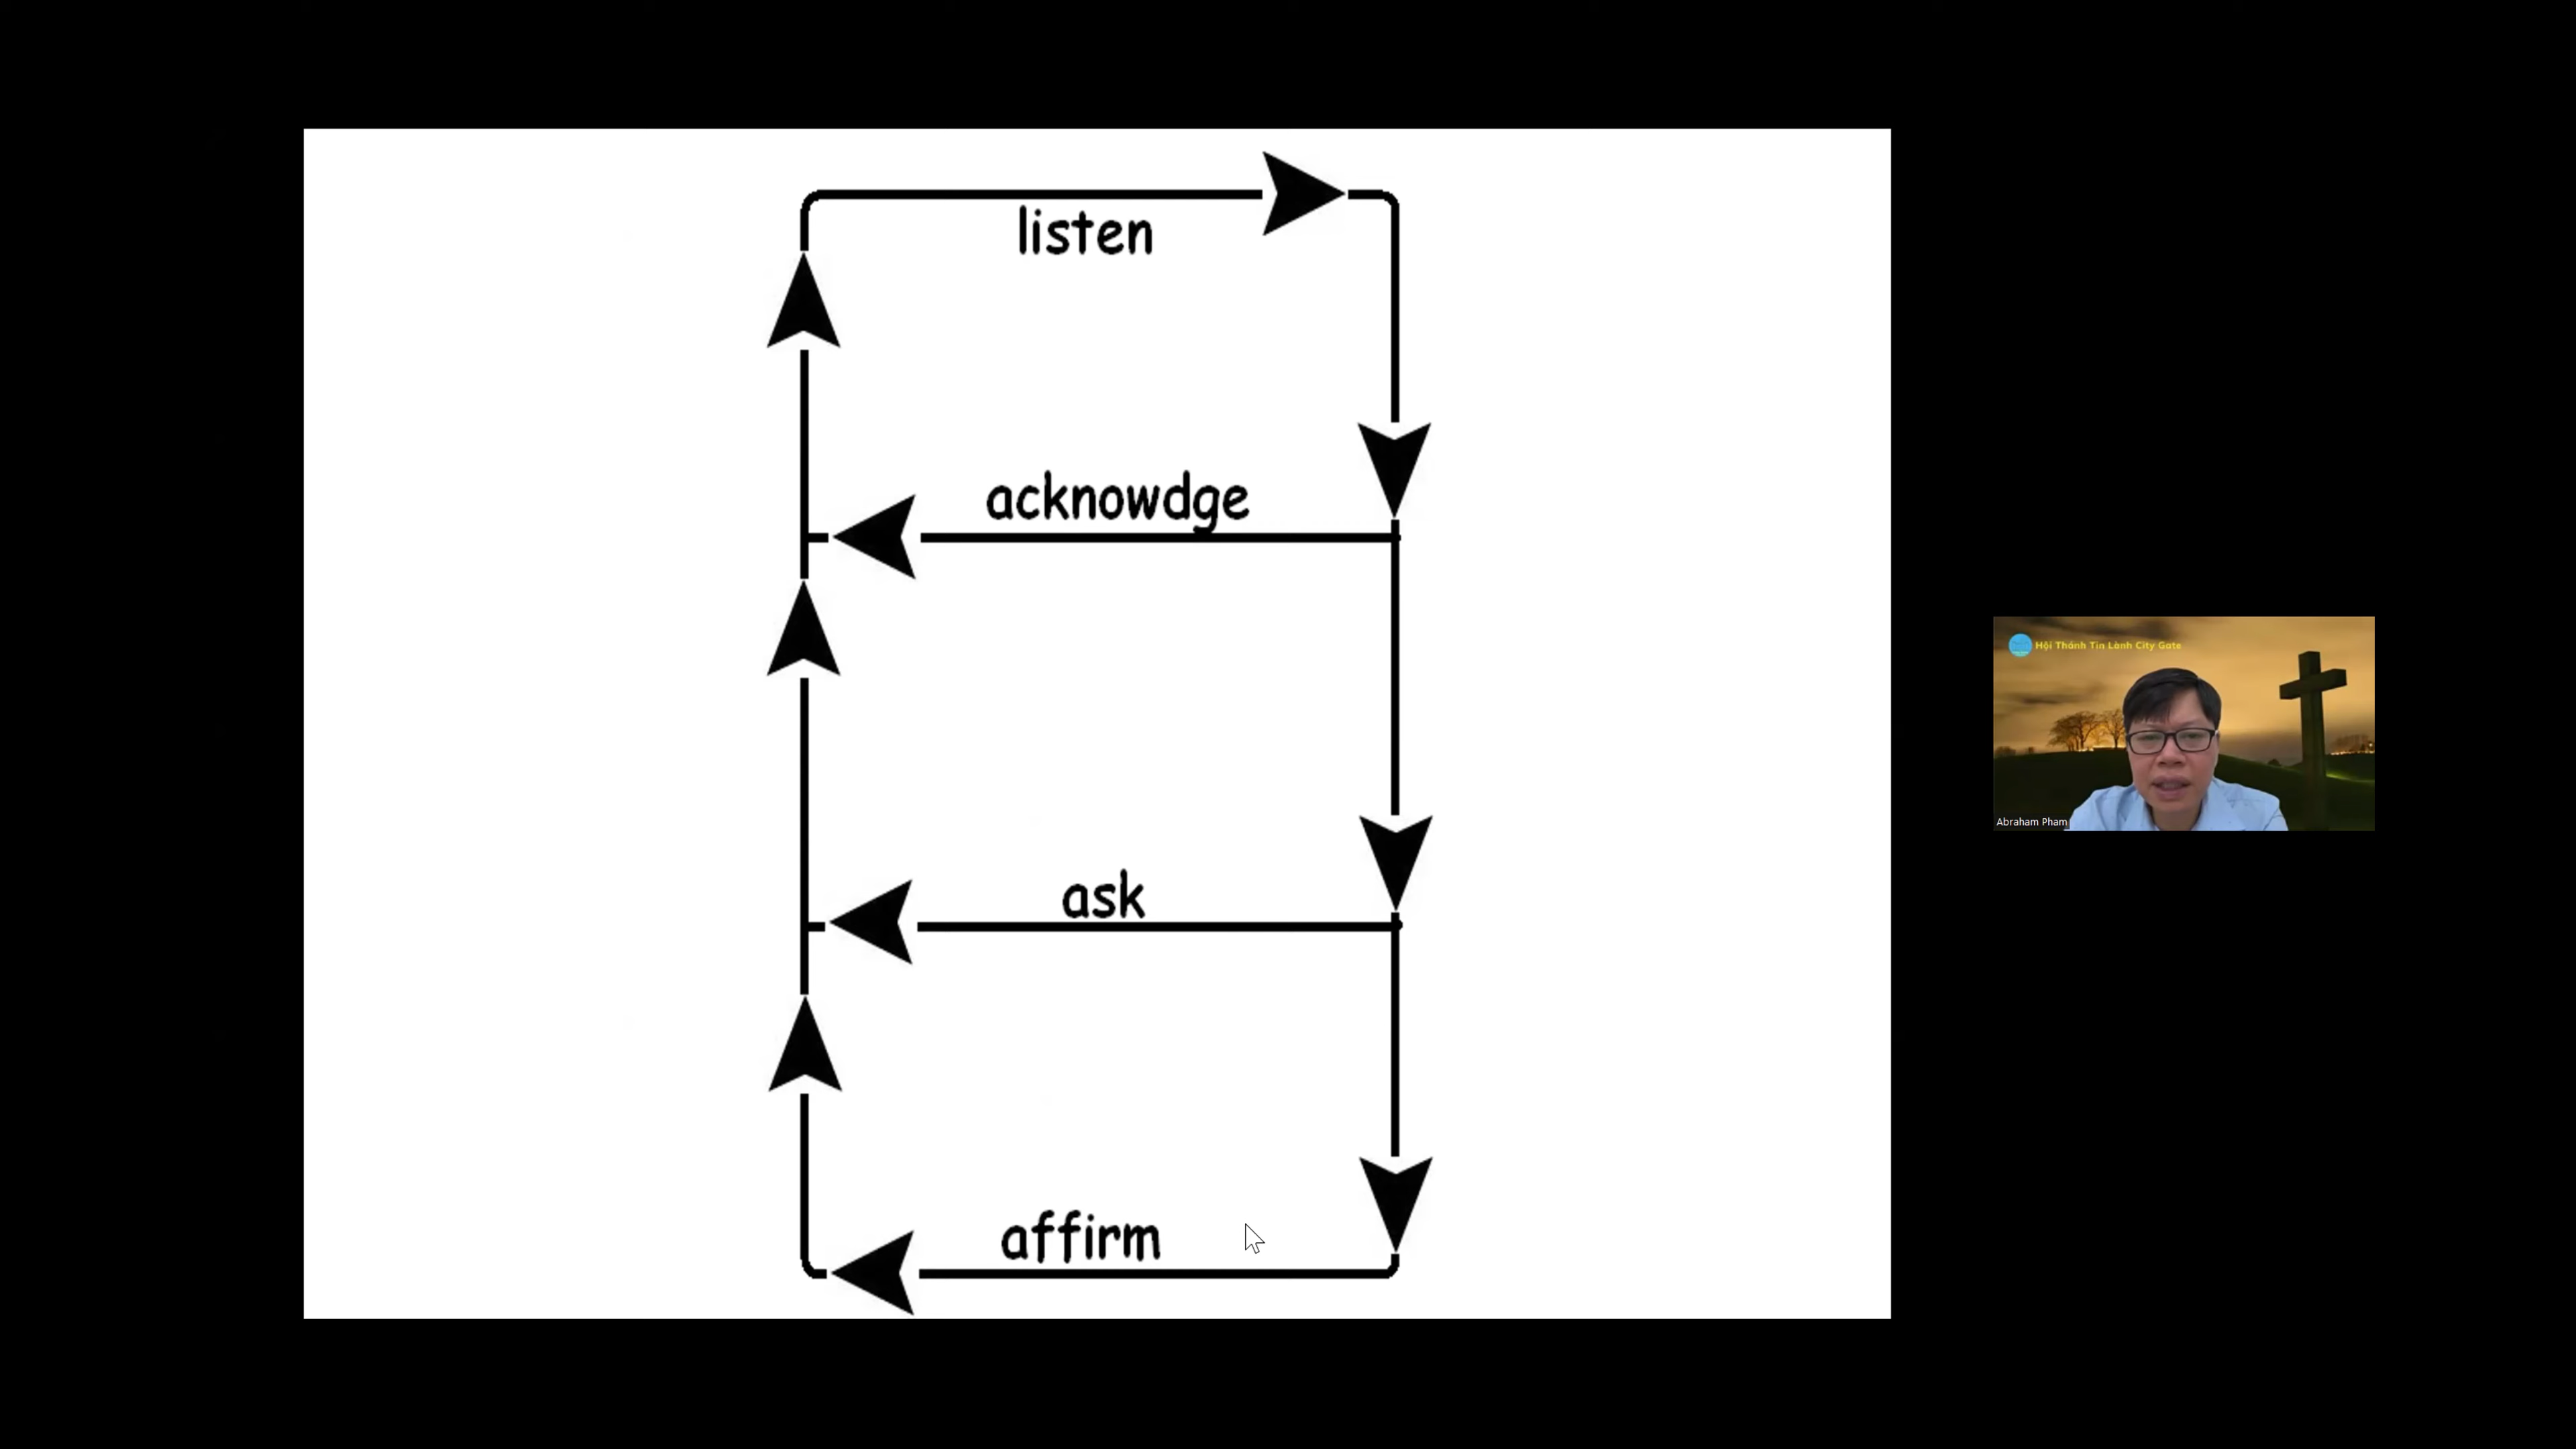 listen
acknowdge
ask
affirm
Hội Thánh Tin Lành City Gate
Abraham Pham